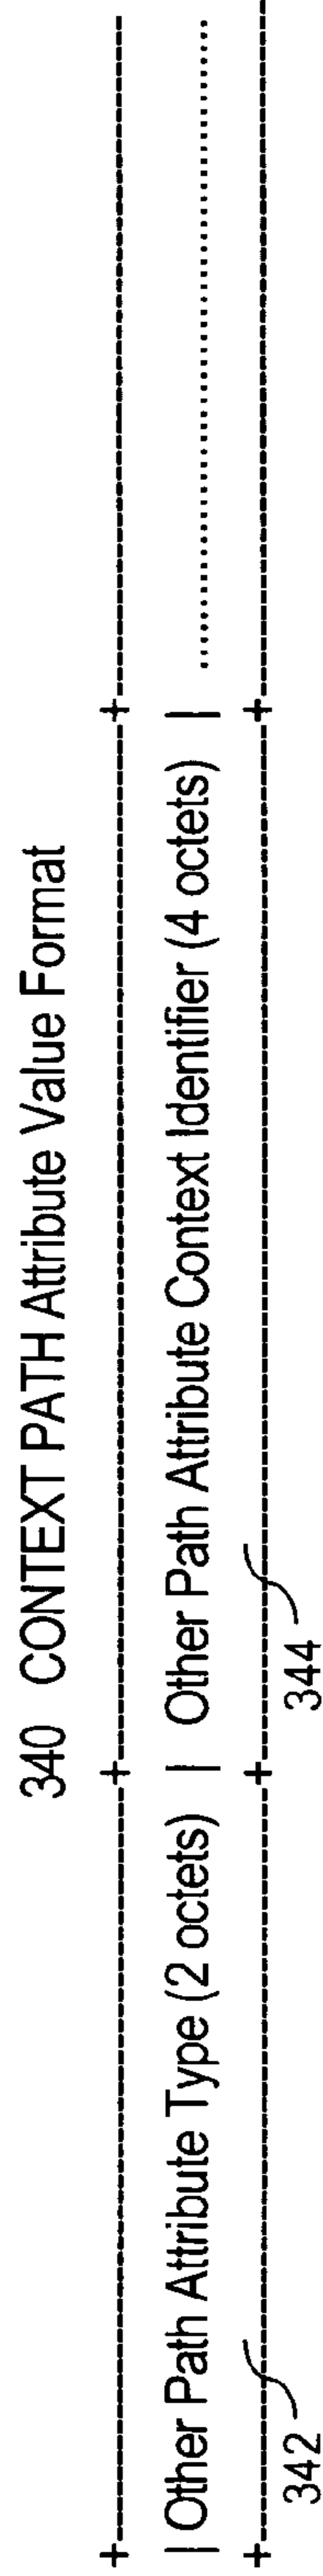 340 CONTEXT PATH Attribute Value Format
+---------------------------------+---------------------------------------------+---------------------------
| Other Path Attribute Type (2 octets) | Other Path Attribute Context Identifier (4 octets) | ......................................
+---------------------------------+---------------------------------------------+---------------------------
342 344